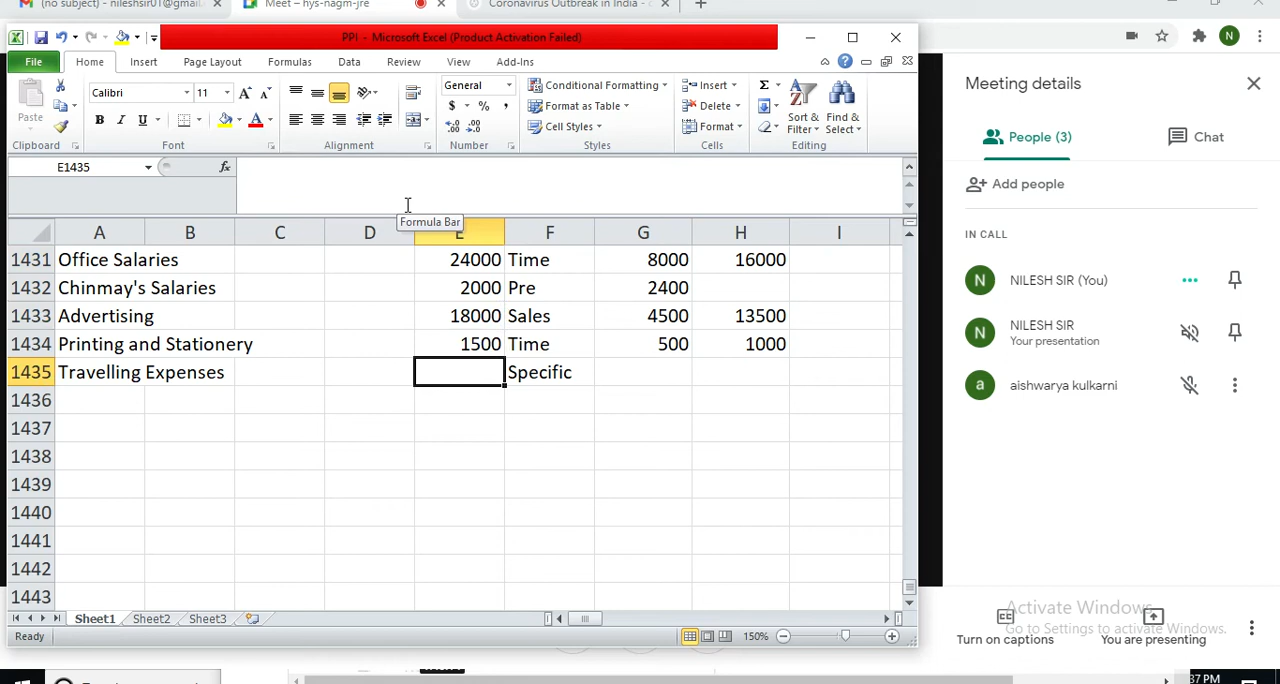 (no subject) - nileshsir01@gmail.
Meet – hys-nagm-jre
Coronavirus Outbreak in India - c
PPI - Microsoft Excel (Product Activation Failed)
File Home Insert Page Layout Formulas Data Review View Add-Ins
Paste
Calibri 11
B I U A A A
General
$ % ,
Conditional Formatting
Format as Table
Cell Styles
Insert
Delete
Format
Σ
Sort & Filter
Find & Select
Clipboard Font Alignment Number Styles Cells Editing
E1435 fx
Formula Bar
A B C D E F G H I
1431 Office Salaries 24000 Time 8000 16000
1432 Chinmay's Salaries 2000 Pre 2400
1433 Advertising 18000 Sales 4500 13500
1434 Printing and Stationery 1500 Time 500 1000
1435 Travelling Expenses Specific
1436
1437
1438
1439
1440
1441
1442
1443
Sheet1 Sheet2 Sheet3
Ready 150%
N
Meeting details
People (3) Chat
Add people
IN CALL
N NILESH SIR (You)
N NILESH SIR
Your presentation
a aishwarya kulkarni
Activate Windows
Go to Settings to activate Windows.
Turn on captions
You are presenting
37 PM